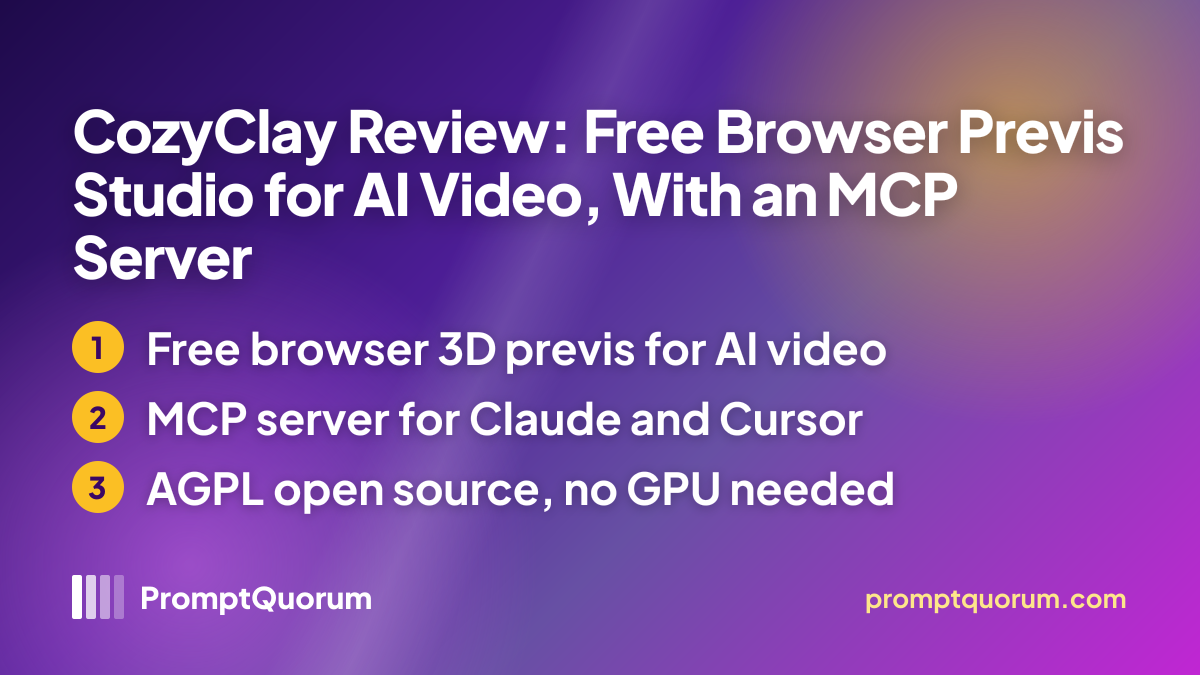 CozyClay Review: Free Browser Previs
Studio for AI Video, With an MCP
Server
1 Free browser 3D previs for AI video
2 MCP server for Claude and Cursor
3 AGPL open source, no GPU needed
PromptQuorum
promptquorum.com